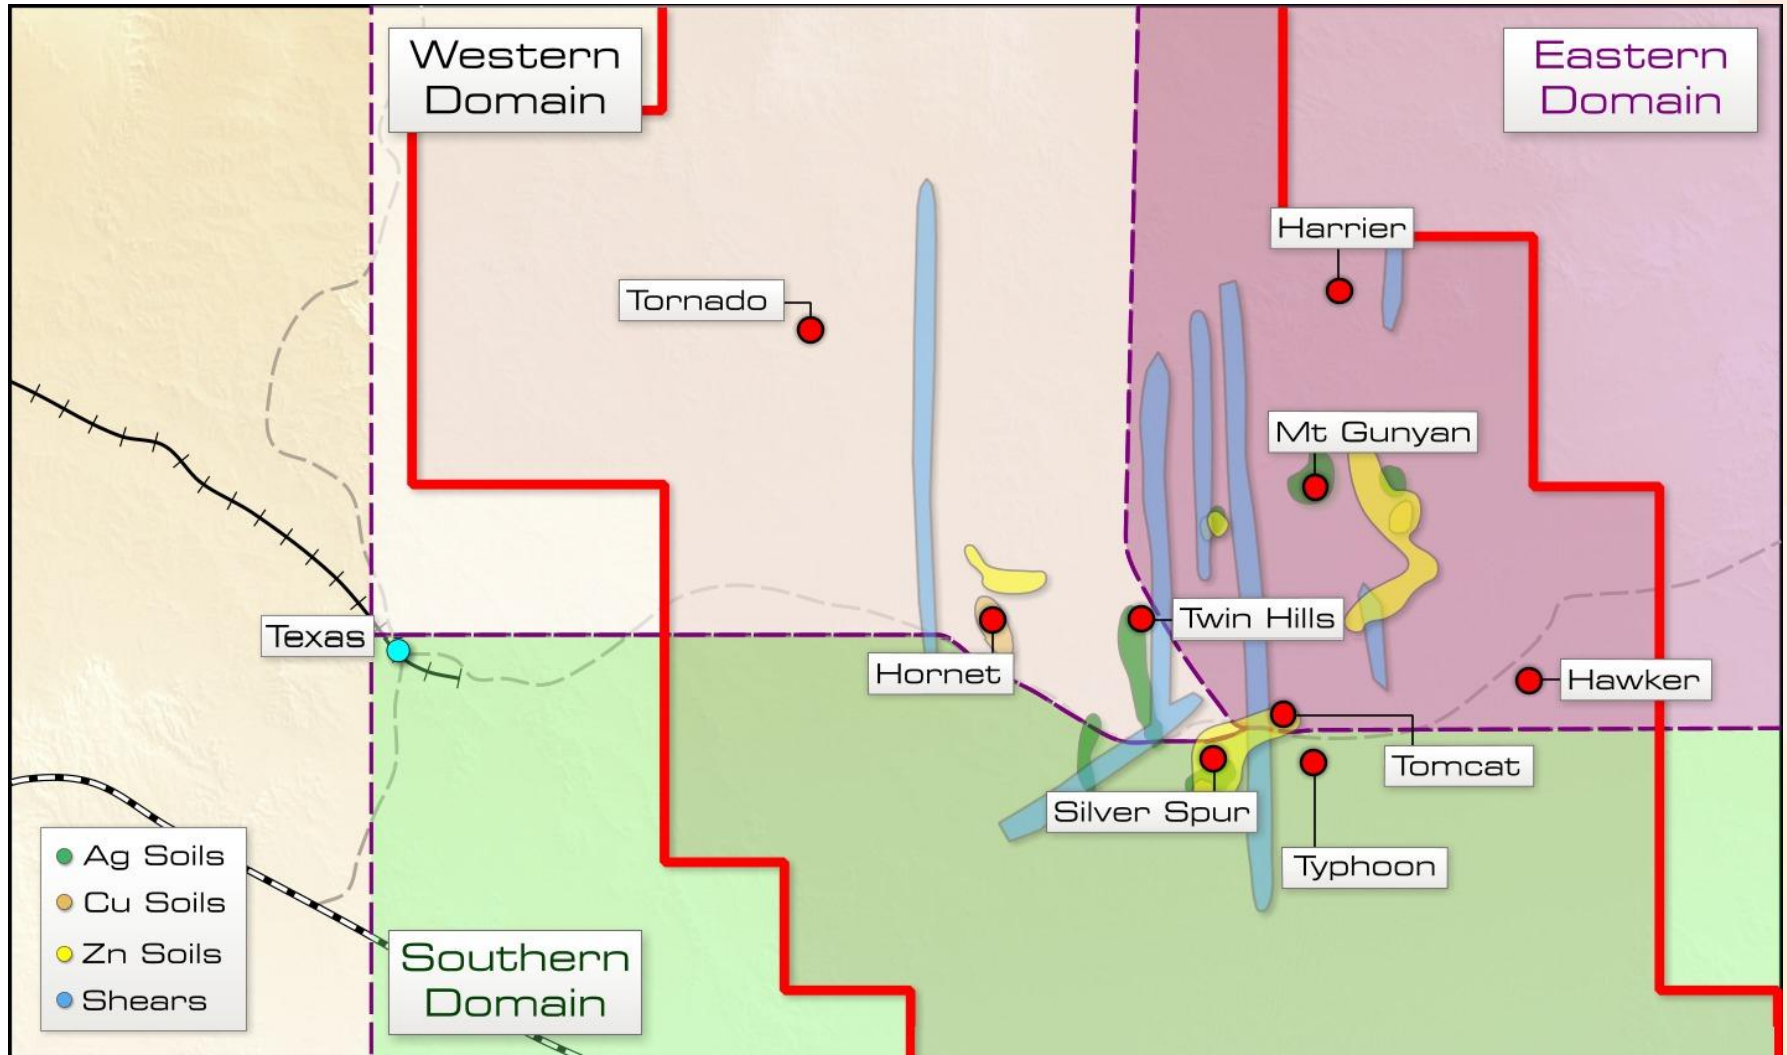 Western
Domain
Eastern
Domain
Harrier
Tornado
Mt Gunyan
Texas
Twin Hills
Hornet
Hawker
Tomcat
Silver Spur
Typhoon
Ag Soils
Cu Soils
Zn Soils
Shears
Southern
Domain